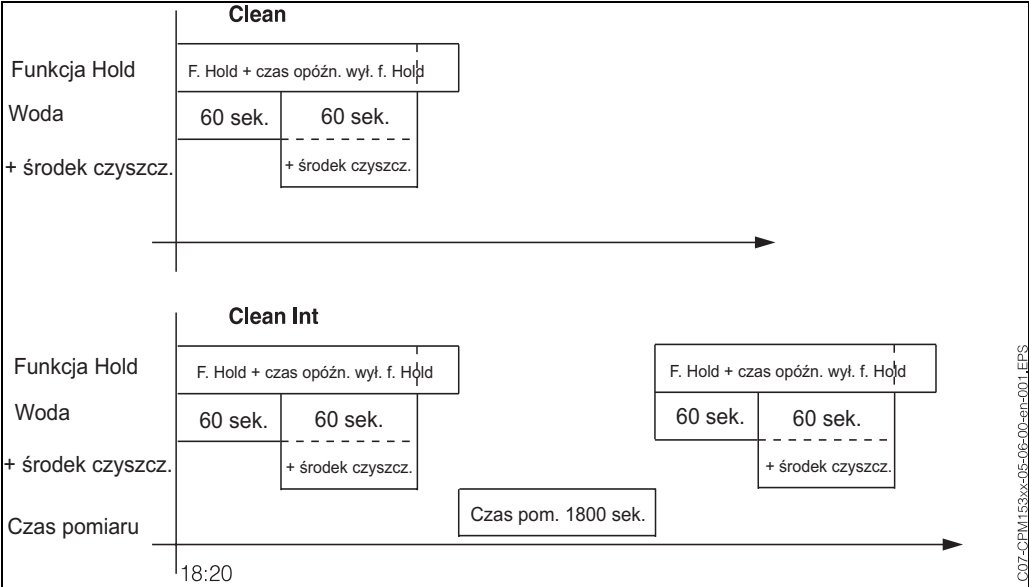 Clean
Funkcja Hold
F. Hold + czas opóźn. wył. f. Hold
Woda
60 sek.
60 sek.
+ środek czyszcz.
+ środek czyszcz.
Clean Int
Funkcja Hold
F. Hold + czas opóźn. wył. f. Hold
F. Hold + czas opóźn. wył. f. Hold
Woda
60 sek.
60 sek.
60 sek.
60 sek.
+ środek czyszcz.
+ środek czyszcz.
+ środek czyszcz.
Czas pomiaru
Czas pom. 1800 sek.
18:20
C07-CPM153xx-05-06-00-en-001.EPS